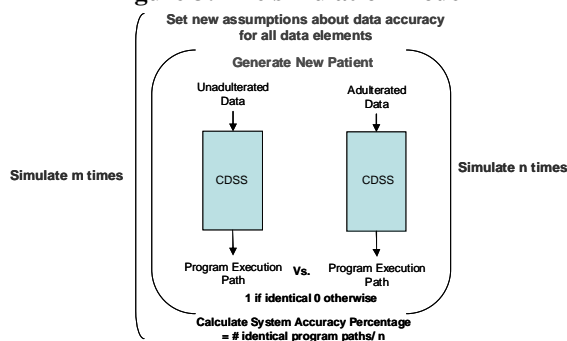 Set new assumptions about data accuracy
for all data elements
Generate New Patient
Unadulterated
Data
Adulterated
Data
CDSS
CDSS
Simulate m times
Simulate n times
Program Execution
Path
Vs.
Program Execution
Path
1 if identical 0 otherwise
Calculate System Accuracy Percentage
= # identical program paths/ n